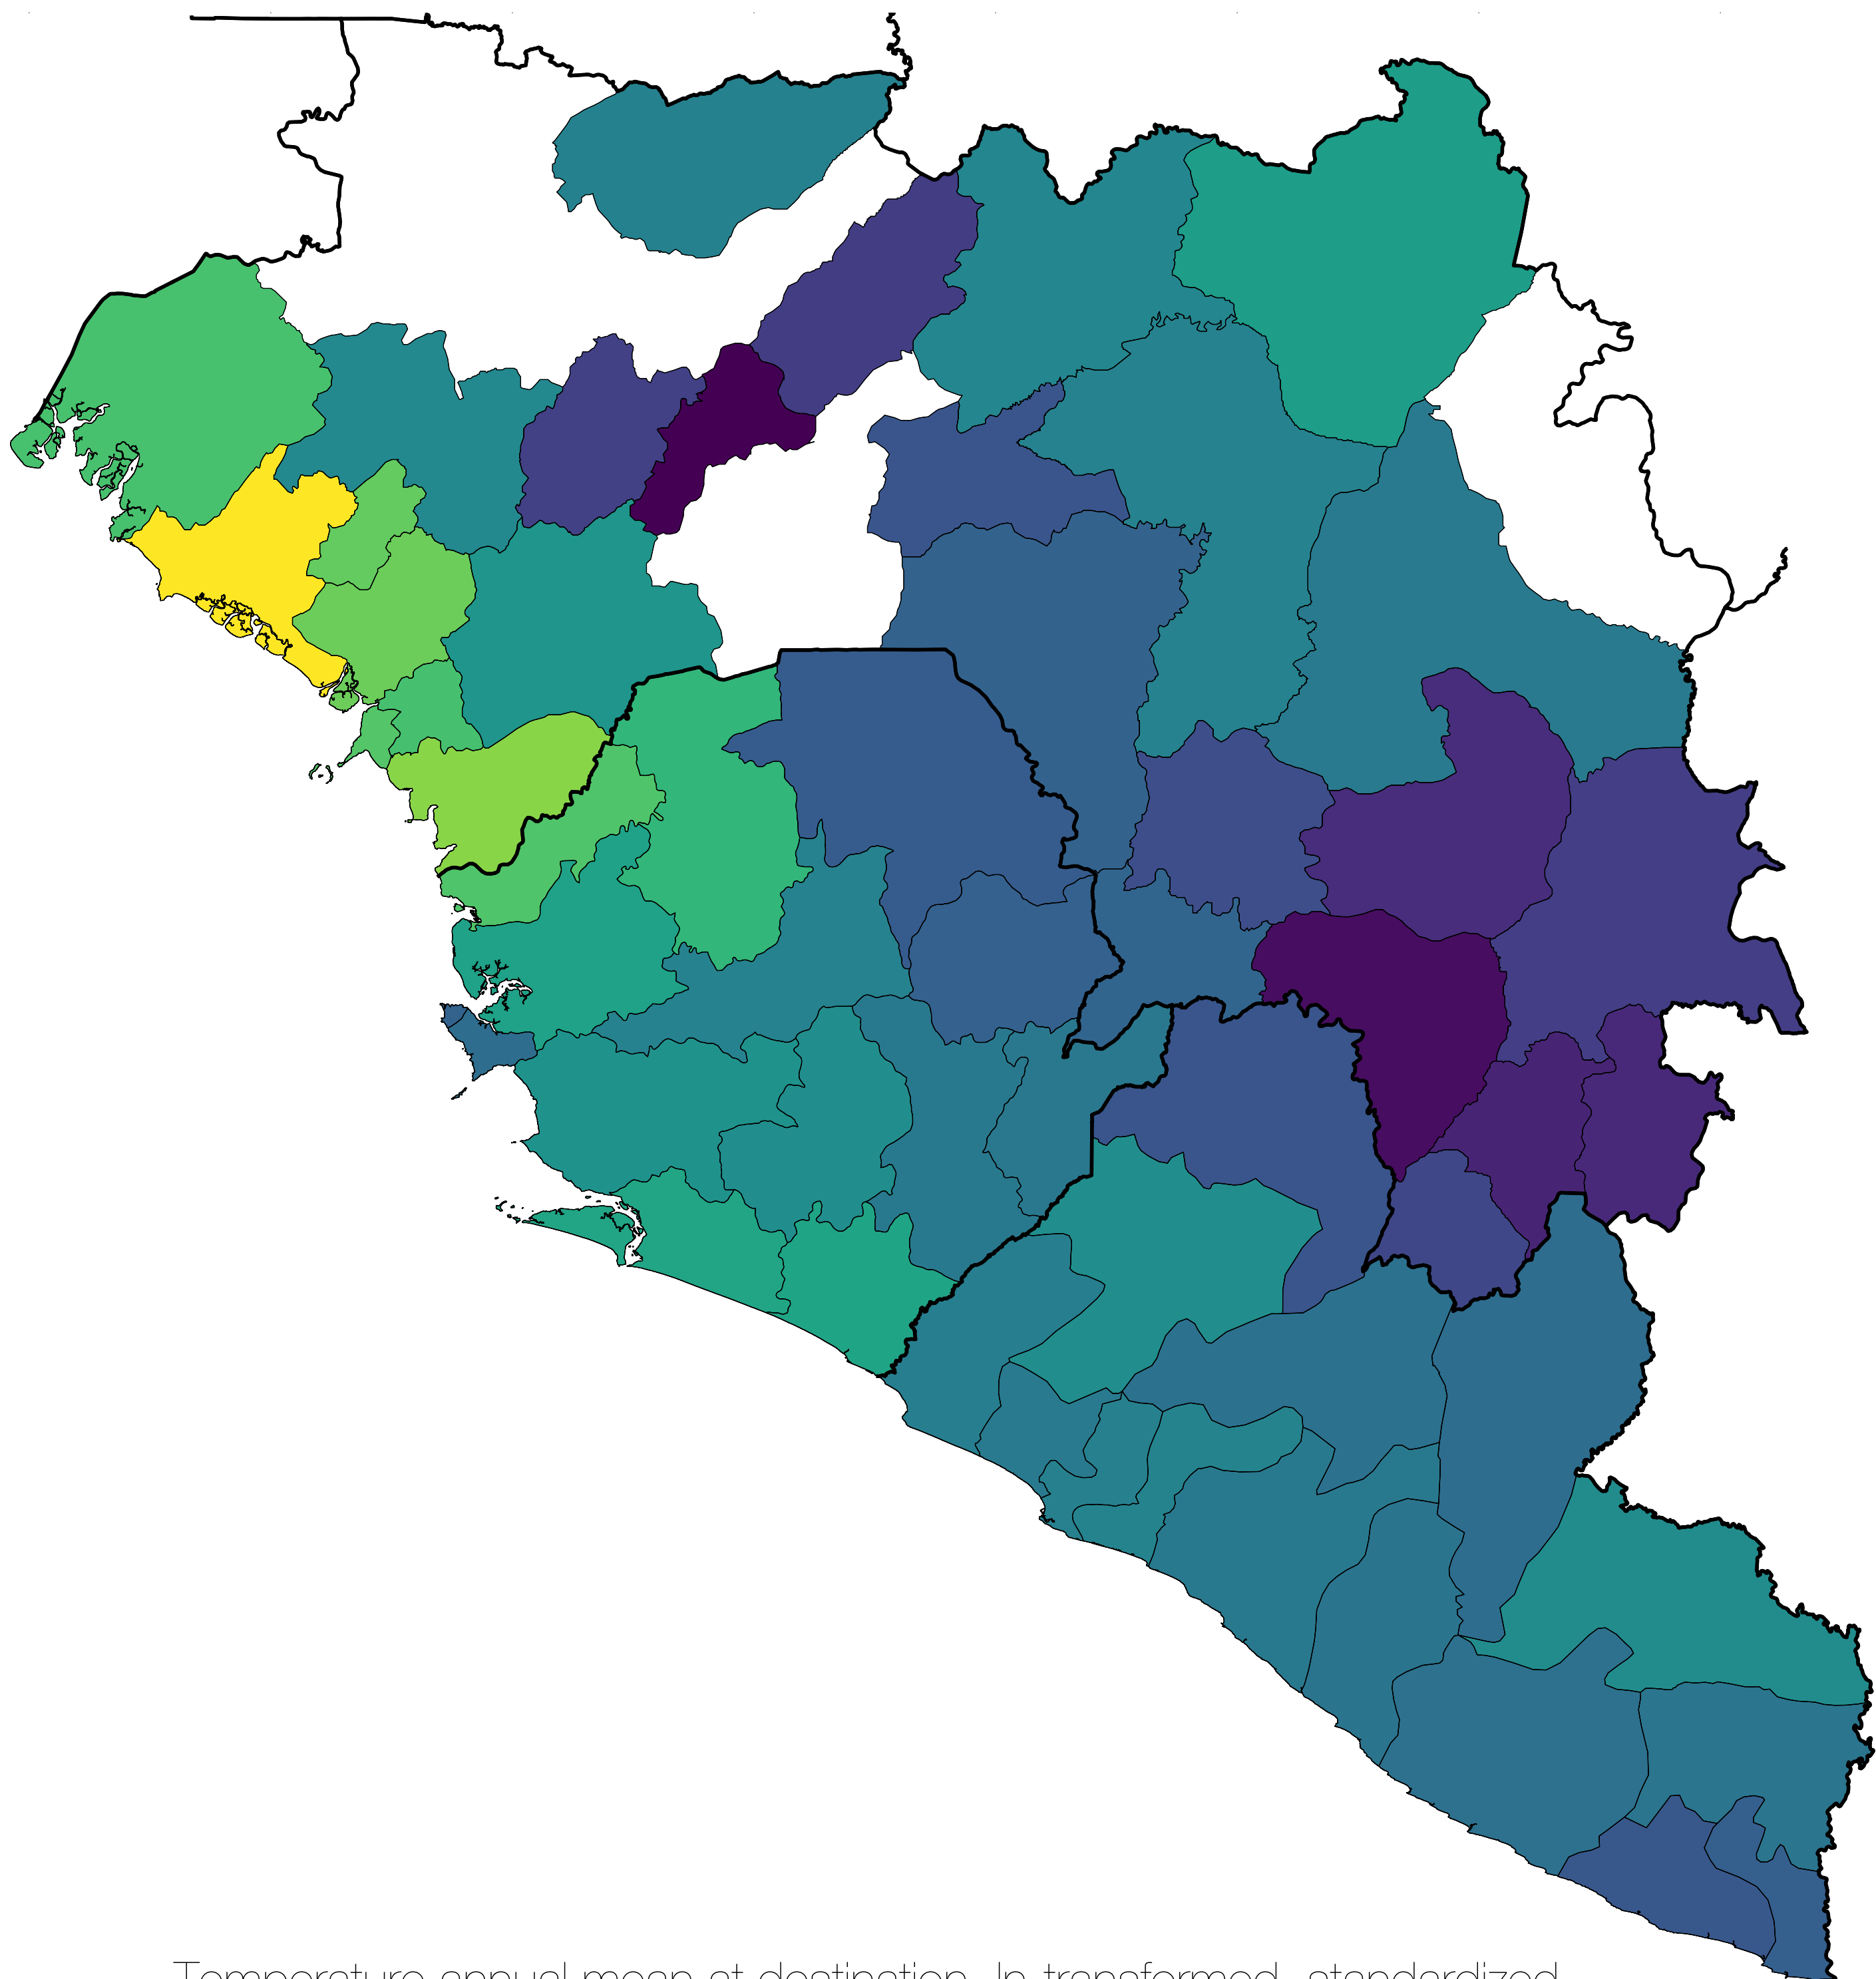 Temperature annual mean at destination, ln transformed, standardized